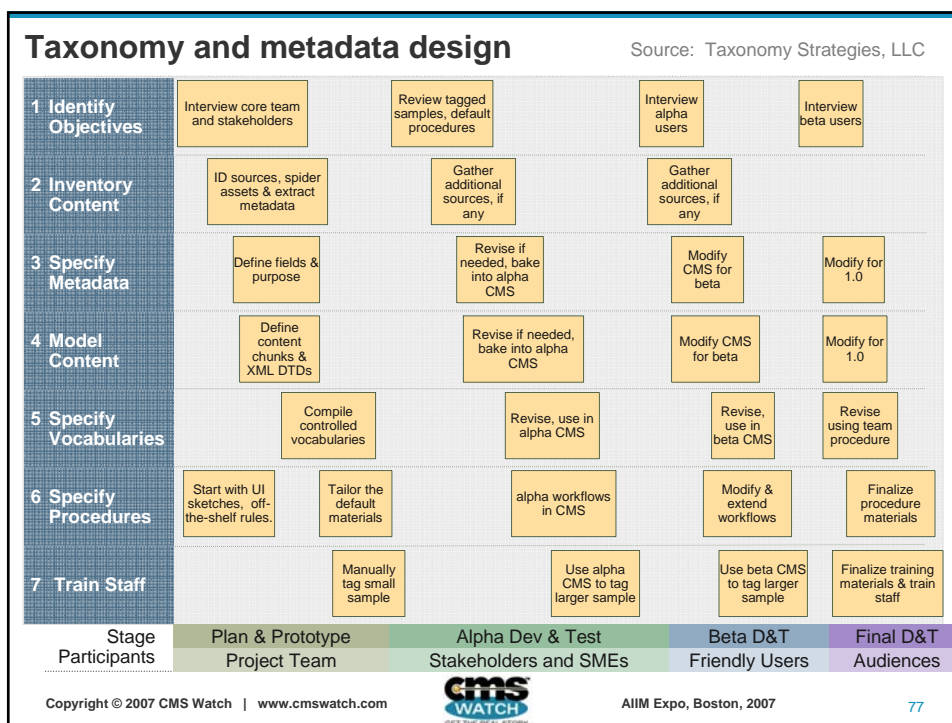 Taxonomy and metadata design
Source: Taxonomy Strategies, LLC
1 Identify
Objectives
Interview core team
and stakeholders
Review tagged
samples, default
procedures
Interview
alpha
users
Interview
beta users
2 Inventory
Content
ID sources, spider
assets & extract
metadata
Gather
additional
sources, if
any
Gather
additional
sources, if
any
3 Specify
Metadata
Define fields &
purpose
Revise if
needed, bake
into alpha
CMS
Modify
CMS for
beta
Modify for
1.0
4 Model
Content
Define
content
chunks &
XML DTDs
Revise if needed,
bake into alpha
CMS
Modify CMS
for beta
Modify for
1.0
5 Specify
Vocabularies
Compile
controlled
vocabularies
Revise, use in
alpha CMS
Revise,
use in
beta CMS
Revise
using team
procedure
6 Specify
Procedures
Start with UI
sketches, off-
the-shelf rules.
Tailor the
default
materials
alpha workflows
in CMS
Modify &
extend
workflows
Finalize
procedure
materials
7 Train Staff
Manually
tag small
sample
Use alpha
CMS to tag
larger sample
Use beta CMS
to tag larger
sample
Finalize training
materials & train
staff
Stage
Plan & Prototype
Alpha Dev & Test
Beta D&T
Final D&T
Participants
Project Team
Stakeholders and SMEs
Friendly Users
Audiences
Copyright © 2007 CMS Watch | www.cmswatch.com
cms
WATCH
GET THE REAL STORY
AIIM Expo, Boston, 2007
77